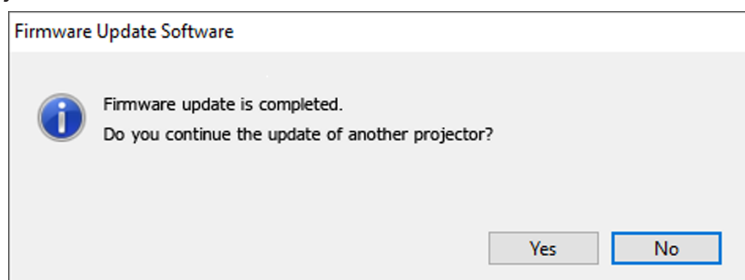 Firmware Update Software
Firmware update is completed.
Do you continue the update of another projector?
Yes
No